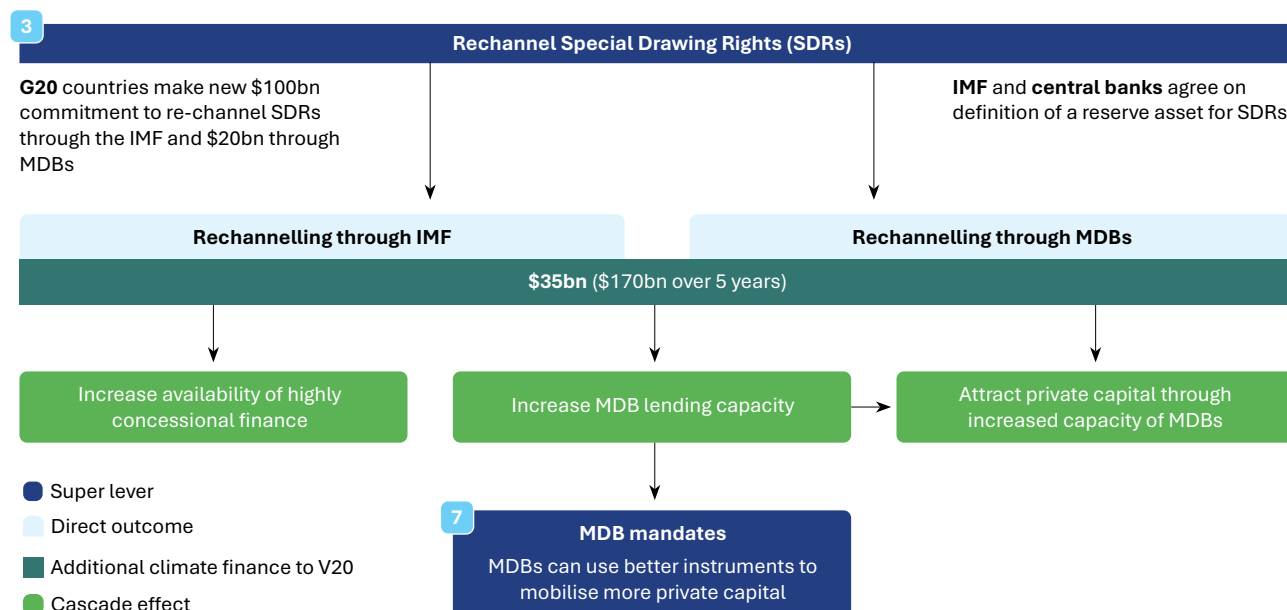 3
Rechannel Special Drawing Rights (SDRs)
G20 countries make new $100bn
commitment to re-channel SDRs
through the IMF and $20bn through
MDBs
IMF and central banks agree on
definition of a reserve asset for SDRs
Rechannelling through IMF
Rechannelling through MDBs
$35bn ($170bn over 5 years)
Increase availability of highly
concessional finance
Increase MDB lending capacity
Attract private capital through
increased capacity of MDBs
Super lever
Direct outcome
Additional climate finance to V20
Cascade effect
7
MDB mandates
MDBs can use better instruments to
mobilise more private capital